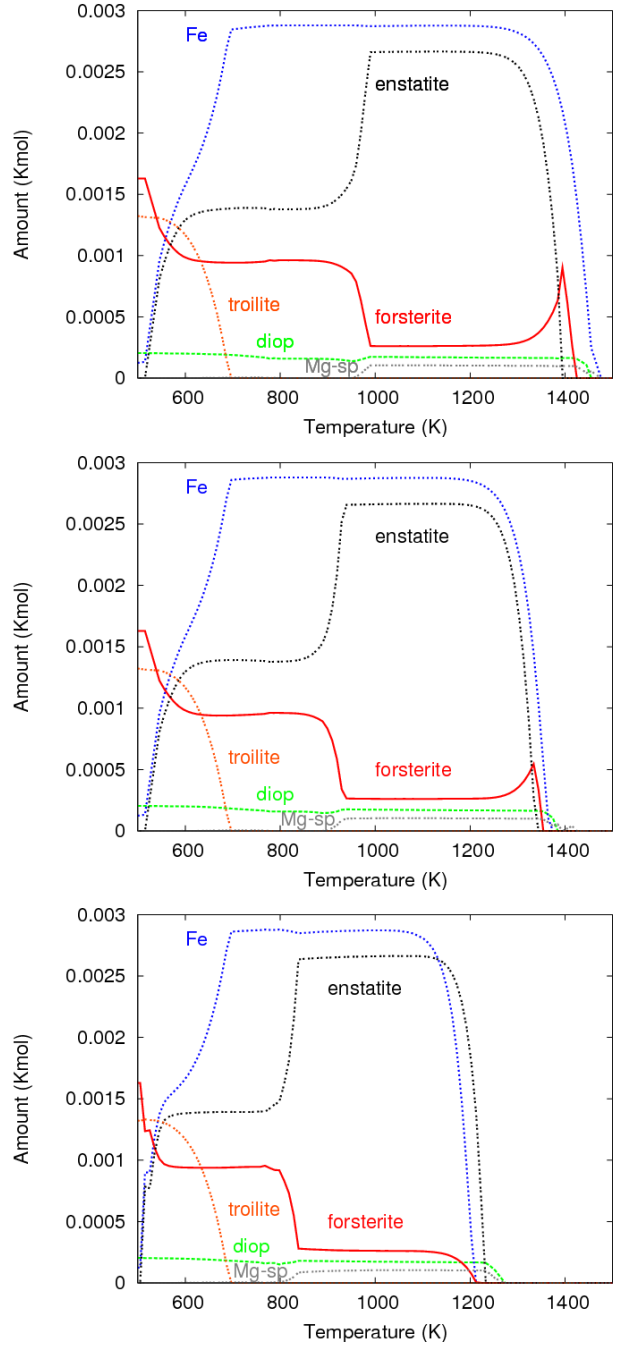 0.003
0.0025
0.002
0.0015
0.001
0.0005
0
Amount (Kmol)
Fe
enstatite
troilite
forsterite
diop
Mg-sp
600 800 1000 1200 1400
Temperature (K)
0.003
0.0025
0.002
0.0015
0.001
0.0005
0
Amount (Kmol)
Fe
enstatite
troilite
forsterite
diop
Mg-sp
600 800 1000 1200 1400
Temperature (K)
0.003
0.0025
0.002
0.0015
0.001
0.0005
0
Amount (Kmol)
Fe
enstatite
troilite
forsterite
diop
Mg-sp
600 800 1000 1200 1400
Temperature (K)